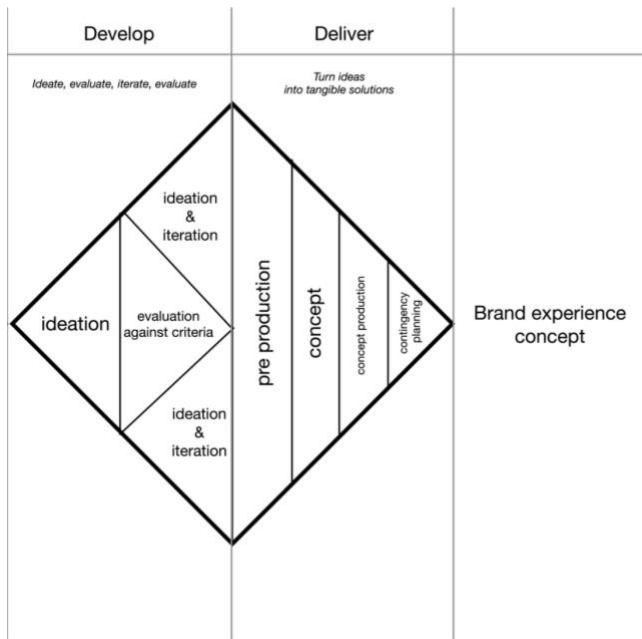 Develop
Deliver
Ideate, evaluate, iterate, evaluate
Turn ideas
into tangible solutions
ideation
&
iteration
ideation
evaluation
against criteria
ideation
&
iteration
pre production
concept
concept production
contingency
planning
Brand experience
concept